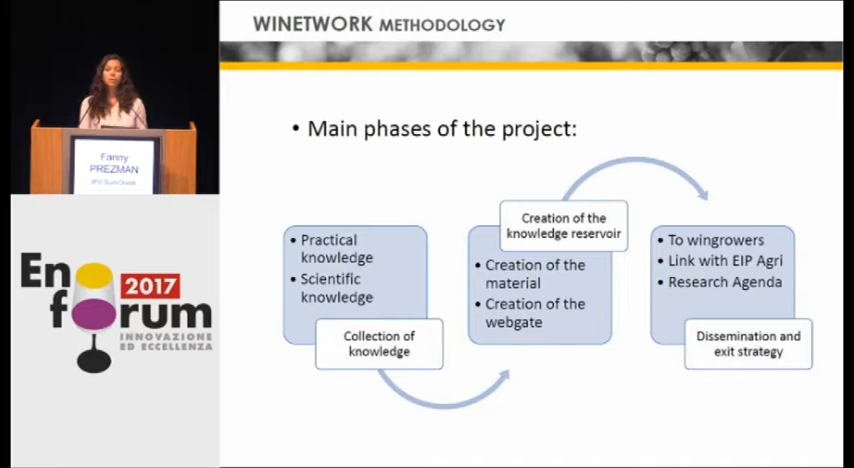 WINETWORK METHODOLOGY
• Main phases of the project:
• Practical
knowledge
• Scientific
knowledge
Collection of
knowledge
Creation of the
knowledge reservoir
• Creation of the
material
• Creation of the
webgate
• To wingrowers
• Link with EIP Agri
• Research Agenda
Dissemination and
exit strategy
Fanny
PREZMAN
IFV Sud-Ouest
En
2017
forum
INNOVAZIONE
ED ECCELLENZA